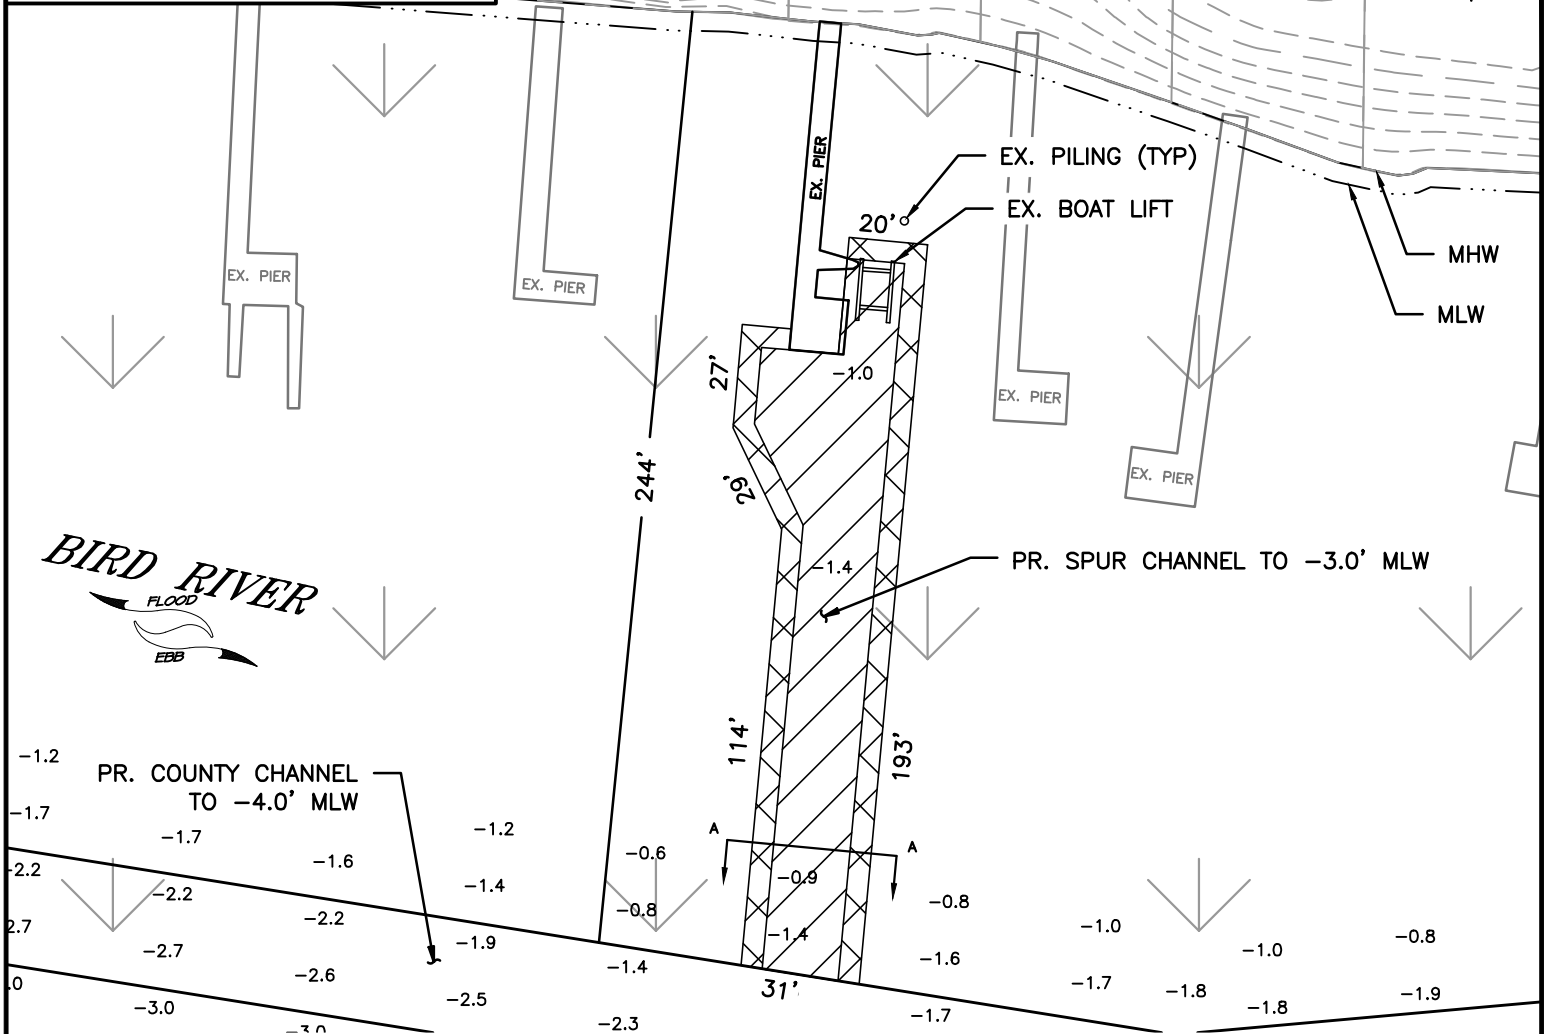 EX. PIER
EX. PILING (TYP)
EX. BOAT LIFT
20'
MHW
MLW
EX. PIER
EX. PIER
27'
-1.0
EX. PIER
244'
29'
EX. PIER
BIRD RIVER
FLOOD
EBB
-1.4
PR. SPUR CHANNEL TO -3.0' MLW
114'
193'
-1.2
PR. COUNTY CHANNEL
TO -4.0' MLW
-1.7
-1.7
-1.2
A
A
-1.6
-0.6
-2.2
-2.2
-1.4
-0.9
-0.8
-0.8
2.7
-2.2
-1.9
-1.4
-1.0
-0.8
-2.7
-2.6
-1.4
-1.6
-1.0
.0
-3.0
-2.5
31'
-1.7
-1.8
-1.8
-1.9
-3.0
-2.3
-1.7